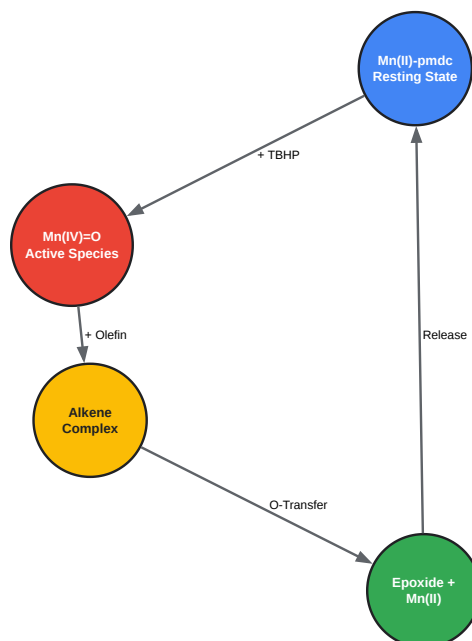 Mn(II)-pmdc
Resting State
+ TBHP
Mn(IV)=O
Active Species
+ Olefin
Release
Alkene
Complex
O-Transfer
Epoxide +
Mn(II)